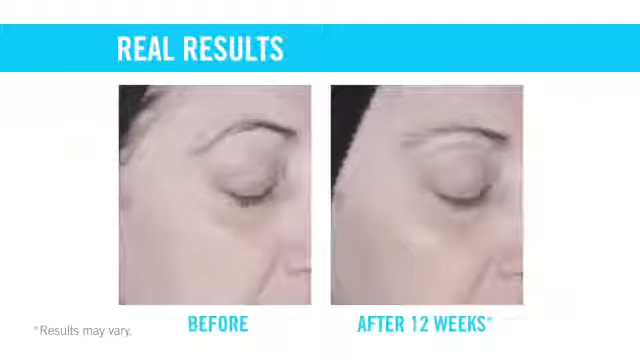 REAL RESULTS
BEFORE
AFTER 12 WEEKS*
*Results may vary.